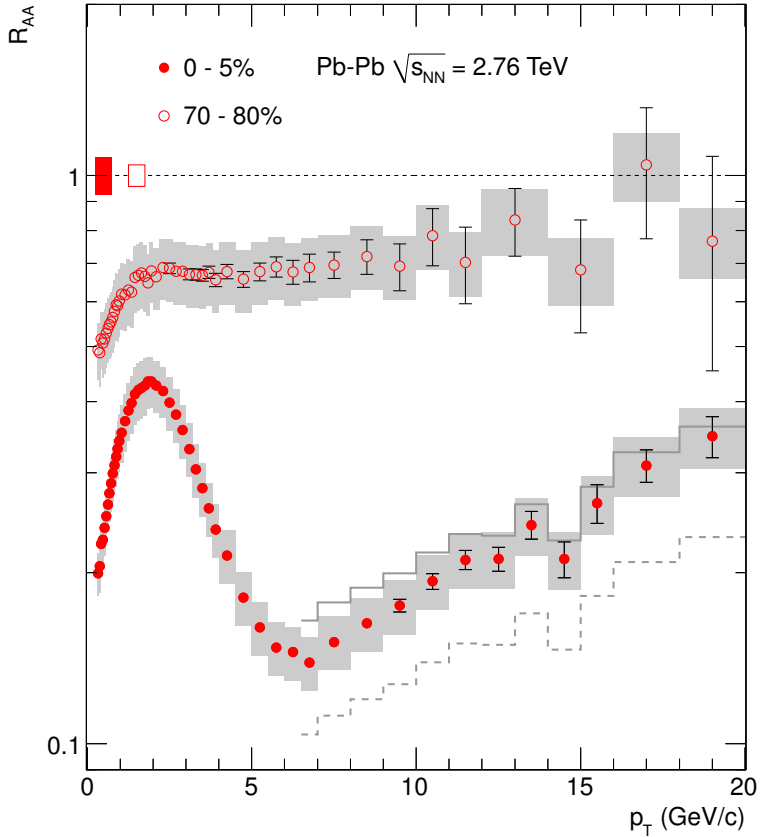 R_AA
0 - 5%    Pb-Pb √s_NN = 2.76 TeV
70 - 80%
1
0.1
0 5 10 15 20
p_T (GeV/c)